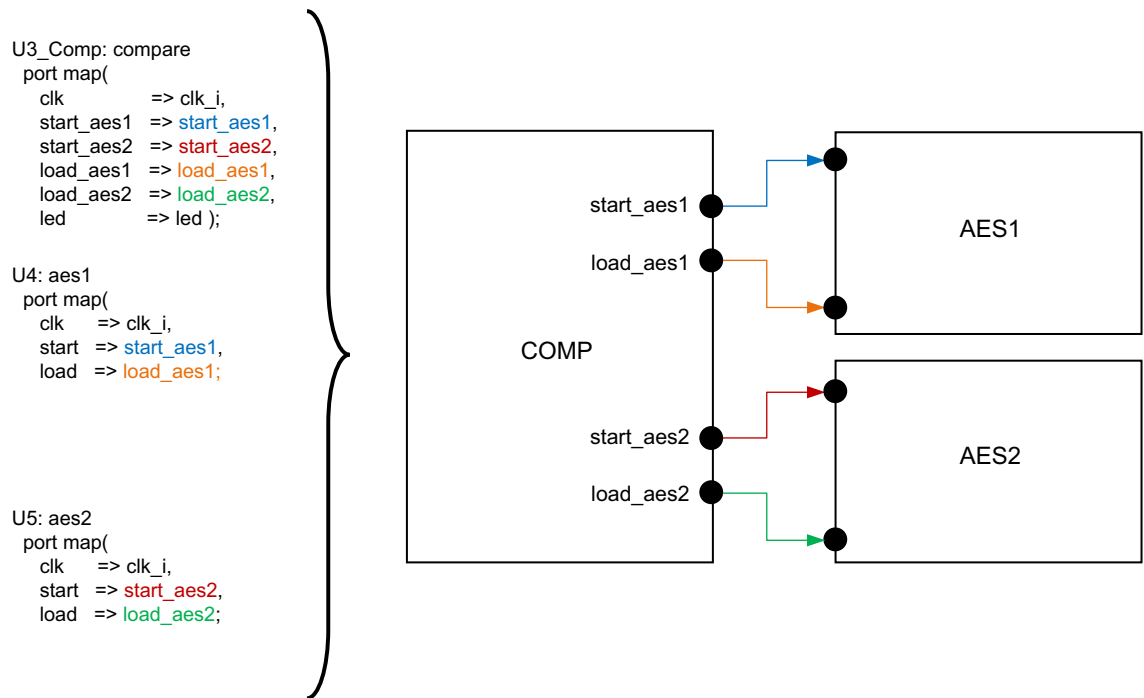 U3_Comp: compare
port map(
clk => clk_i,
start_aes1 => start_aes1,
start_aes2 => start_aes2,
load_aes1 => load_aes1,
load_aes2 => load_aes2,
led => led );
U4: aes1
port map(
clk => clk_i,
start => start_aes1,
load => load_aes1;
U5: aes2
port map(
clk => clk_i,
start => start_aes2,
load => load_aes2;
COMP
start_aes1
load_aes1
start_aes2
load_aes2
AES1
AES2